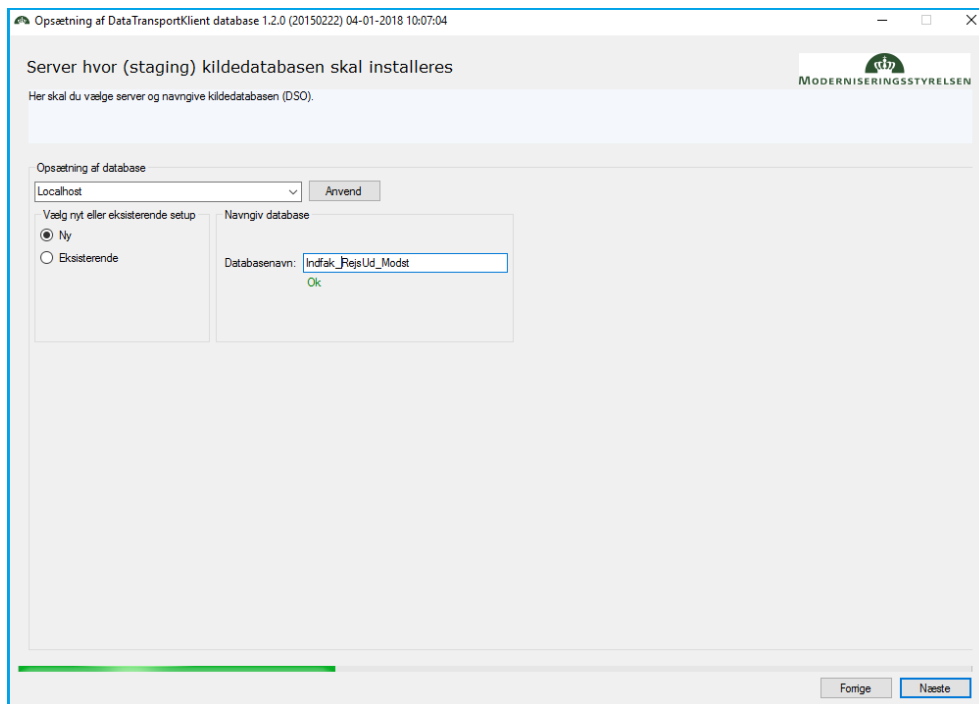 Opsætning af DataTransportKlient database 1.2.0 (20150222) 04-01-2018 10:07:04
Server hvor (staging) kildedatabasen skal installeres
MODERNISERINGSSTYRELSEN
Her skal du vælge server og navngive kildedatabasen (DSO).
Opsætning af database
Localhost
Anvend
Vælg nyt eller eksisterende setup
Navngiv database
Ny
Eksisterende
Databasenavn:
Indfak_RejsUd_Modst
Ok
Forrige
Næste